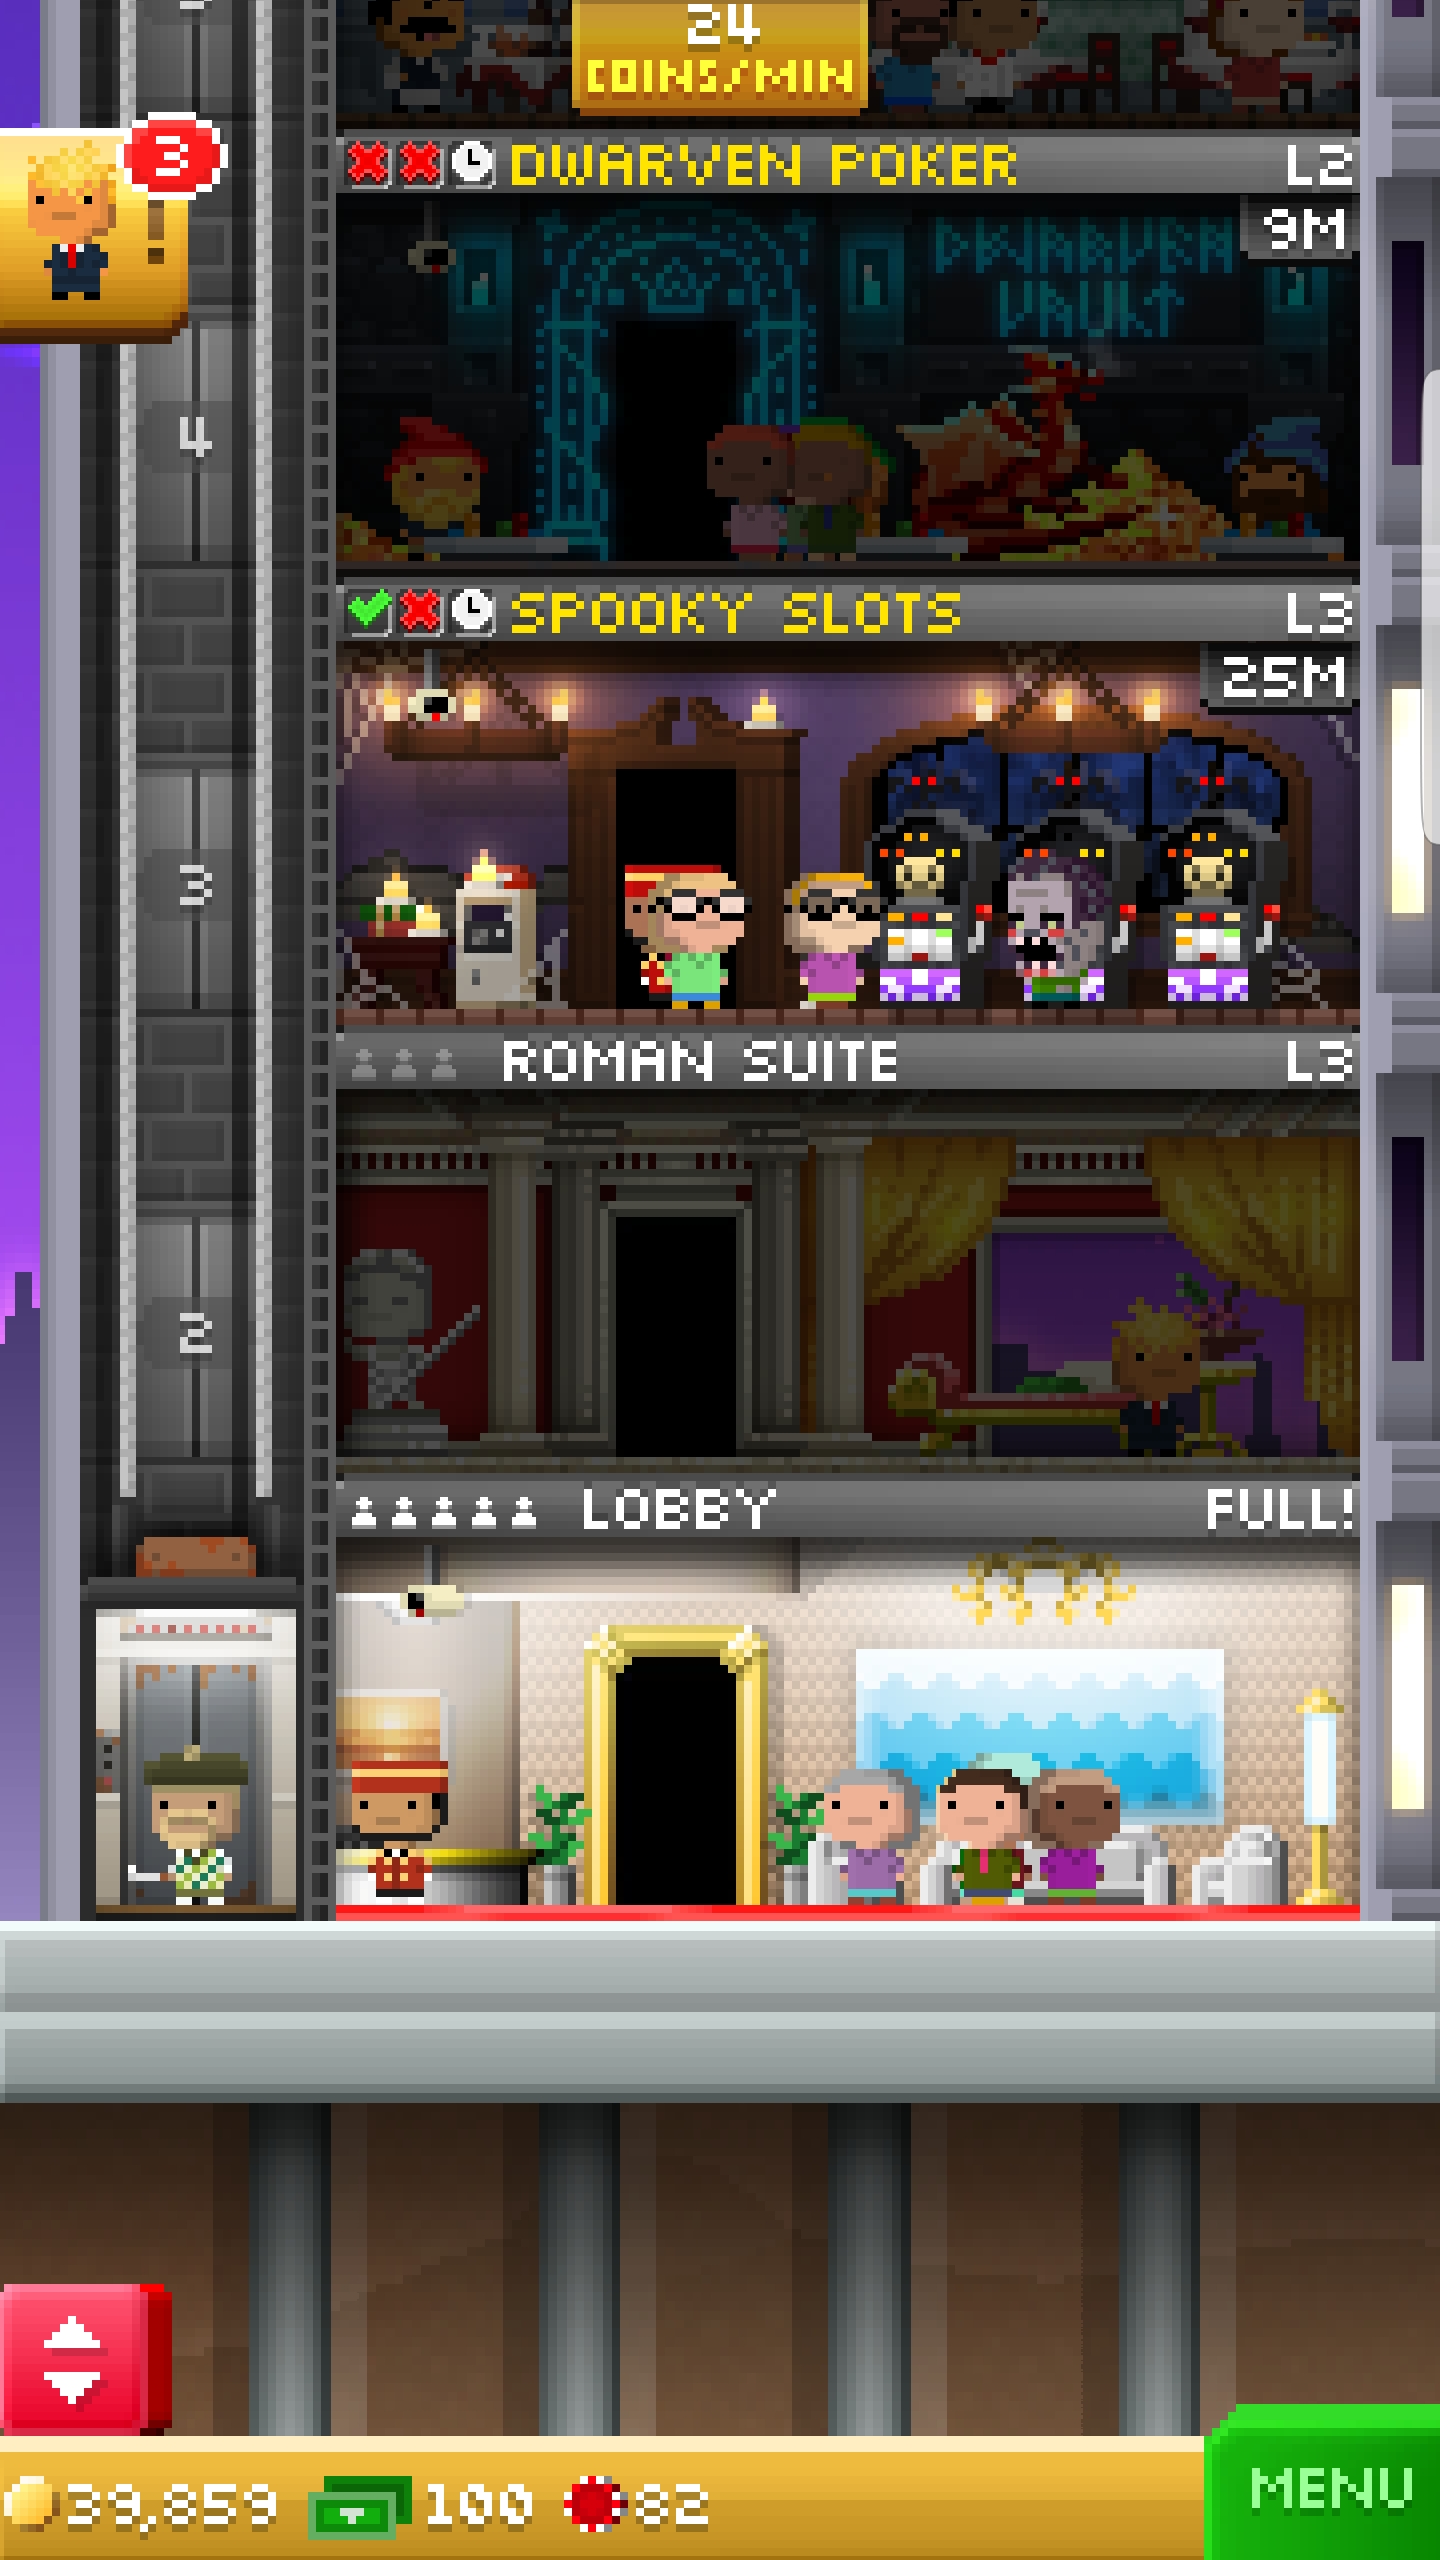 24
COINS/MIN
3
!
DWARVEN POKER L2
9M
DWARVEN
VAULT
4
SPOOKY SLOTS L3
25M
3
ROMAN SUITE L3
2
LOBBY FULL!
39,859 100 82
MENU